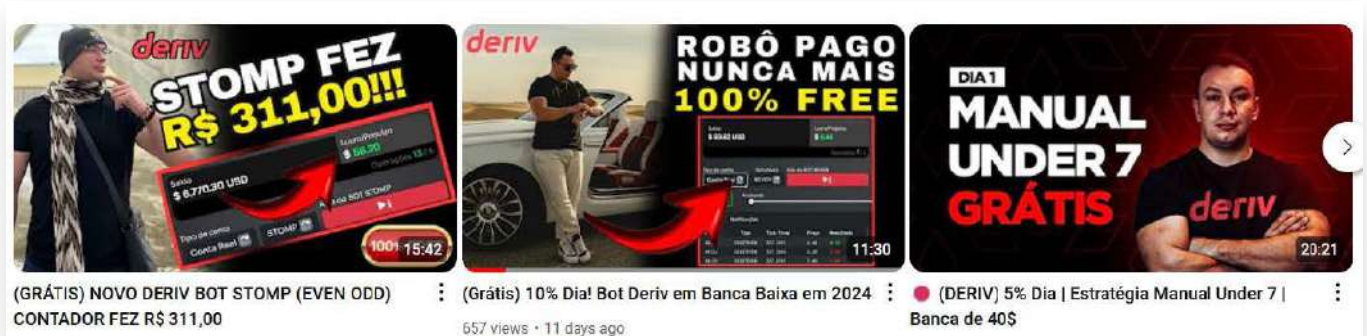 deriv
STOMP FEZ
R$ 311,00!!!
Saldo
$ 6.770.30 USD
Lucro/Prejuízo
$ 56.20
Operações
Tipo de conta
Conta Real
STOMP
BOT STOMP
100%
15:42
(GRÁTIS) NOVO DERIV BOT STOMP (EVEN ODD)
CONTADOR FEZ R$ 311,00
deriv
ROBÔ PAGO
NUNCA MAIS
100% FREE
11:30
(Grátis) 10% Dia! Bot Deriv em Banca Baixa em 2024
657 views • 11 days ago
DIA 1
MANUAL
UNDER 7
GRÁTIS
deriv
20:21
(DERIV) 5% Dia | Estratégia Manual Under 7 |
Banca de 40$